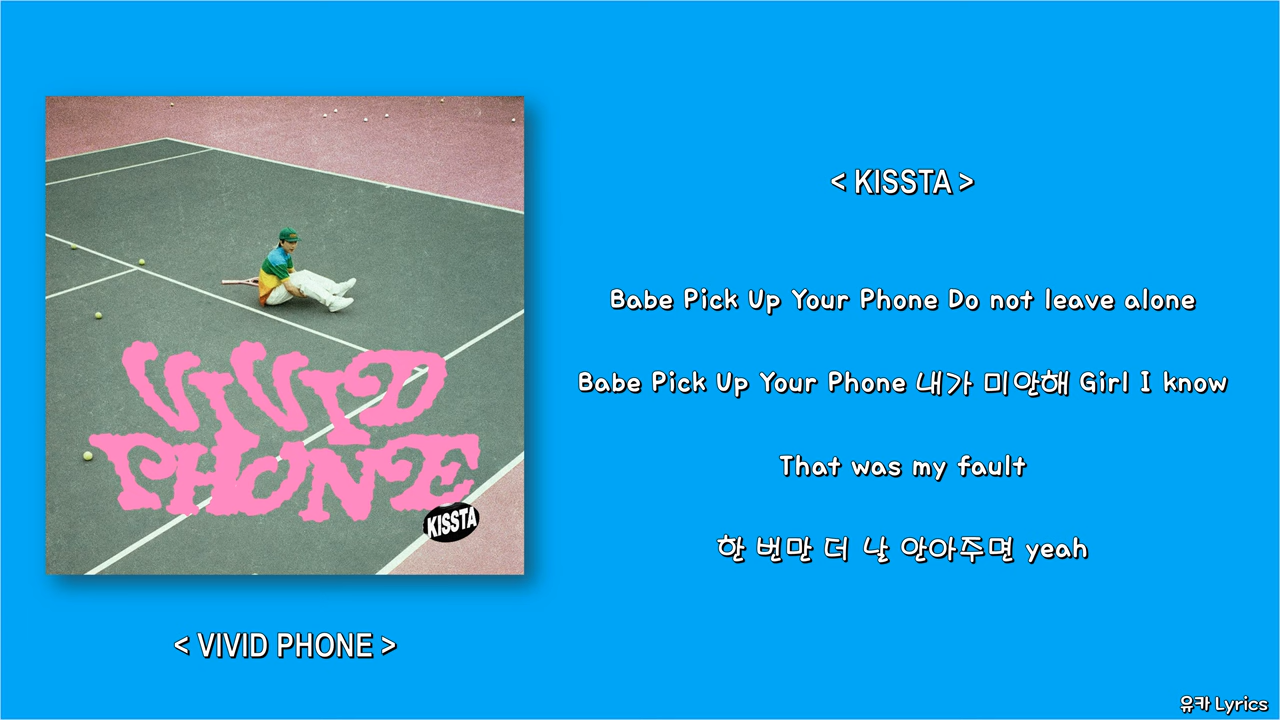 VIVID
PHONE
KISSTA
< VIVID PHONE >
< KISSTA >
Babe Pick Up Your Phone Do not leave alone
Babe Pick Up Your Phone 내가 미안해 Girl I know
That was my fault
한 번만 더 날 안아주면 yeah
유카 Lyrics